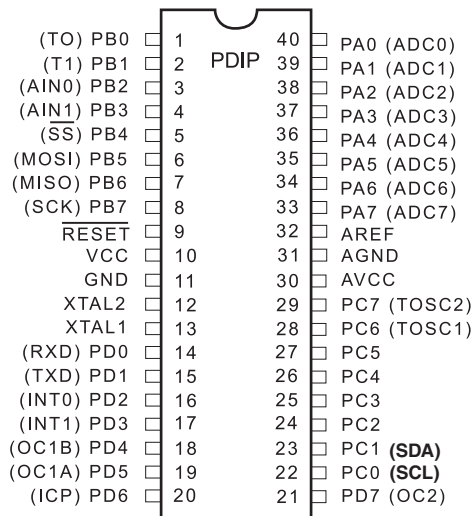 (TO) PB0 1 40 PA0 (ADC0)
(T1) PB1 2 PDIP 39 PA1 (ADC1)
(AIN0) PB2 3 38 PA2 (ADC2)
(AIN1) PB3 4 37 PA3 (ADC3)
(SS) PB4 5 36 PA4 (ADC4)
(MOSI) PB5 6 35 PA5 (ADC5)
(MISO) PB6 7 34 PA6 (ADC6)
(SCK) PB7 8 33 PA7 (ADC7)
RESET 9 32 AREF
VCC 10 31 AGND
GND 11 30 AVCC
XTAL2 12 29 PC7 (TOSC2)
XTAL1 13 28 PC6 (TOSC1)
(RXD) PD0 14 27 PC5
(TXD) PD1 15 26 PC4
(INT0) PD2 16 25 PC3
(INT1) PD3 17 24 PC2
(OC1B) PD4 18 23 PC1 (SDA)
(OC1A) PD5 19 22 PC0 (SCL)
(ICP) PD6 20 21 PD7 (OC2)